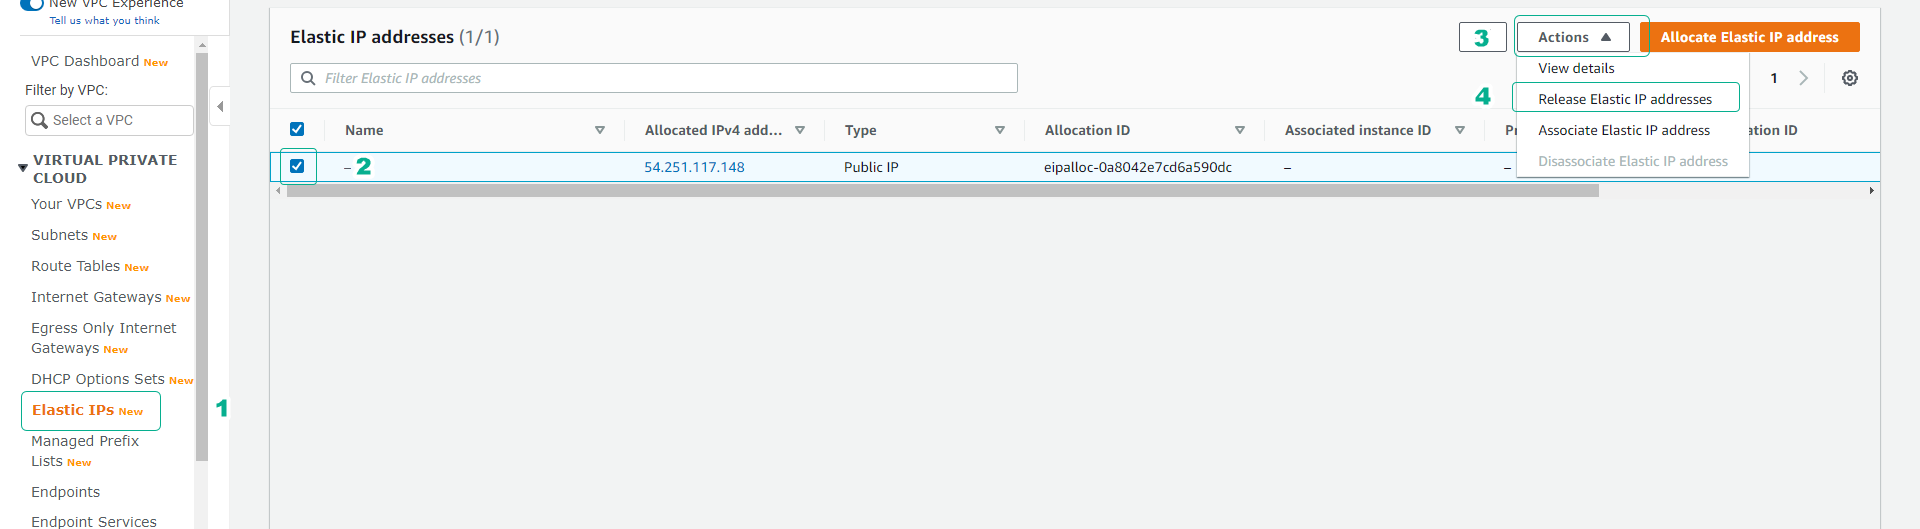 New VPC Experience
Tell us what you think
VPC Dashboard New
Filter by VPC:
Select a VPC
VIRTUAL PRIVATE
CLOUD
Your VPCs New
Subnets New
Route Tables New
Internet Gateways New
Egress Only Internet
Gateways New
DHCP Options Sets New
Elastic IPs New
1
Managed Prefix
Lists New
Endpoints
Endpoint Services
Elastic IP addresses (1/1)
3
Actions
Allocate Elastic IP address
Filter Elastic IP addresses
1
View details
4
Release Elastic IP addresses
Associate Elastic IP address
Disassociate Elastic IP address
Name
Allocated IPv4 add...
Type
Allocation ID
Associated instance ID
ation ID
– 2
54.251.117.148
Public IP
eipalloc-0a8042e7cd6a590dc
–
–